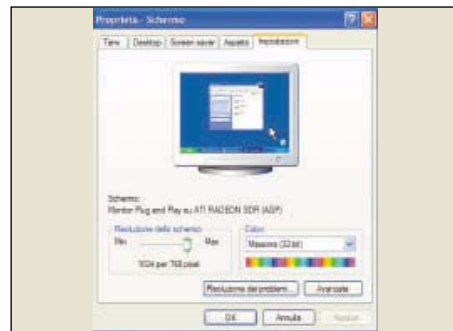 Proprietà - Schermo
Temi Desktop Screen saver Aspetto Impostazioni
Schermo:
Monitor Plug and Play su ATI RADEON SDR (AGP)
Risoluzione dello schermo
Colori
Min Max
Massima (32 bit)
1024 per 768 pixel
Risoluzione dei problemi... Avanzate
OK Annulla Applica